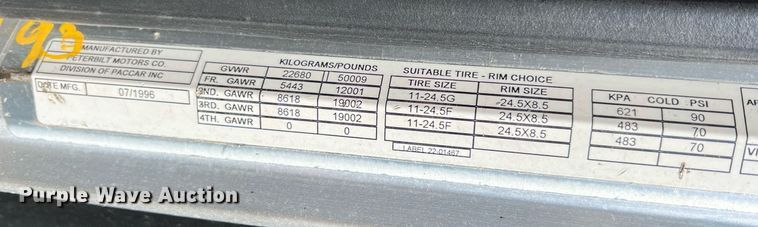 93
MANUFACTURED BY
PETERBILT MOTORS CO.
DIVISION OF PACCAR INC
DATE MFG. 07/1996
KILOGRAMS/POUNDS
GVWR 22680 50009
FR. GAWR 5443 12001
2ND. GAWR 8618 19002
3RD. GAWR 8618 19002
4TH. GAWR 0 0
SUITABLE TIRE - RIM CHOICE
TIRE SIZE RIM SIZE
11-24.5G 24.5X8.5
11-24.5F 24.5X8.5
11-24.5F 24.5X8.5
LABEL 22-01467
KPA COLD PSI
621 90
483 70
483 70
Purple Wave Auction